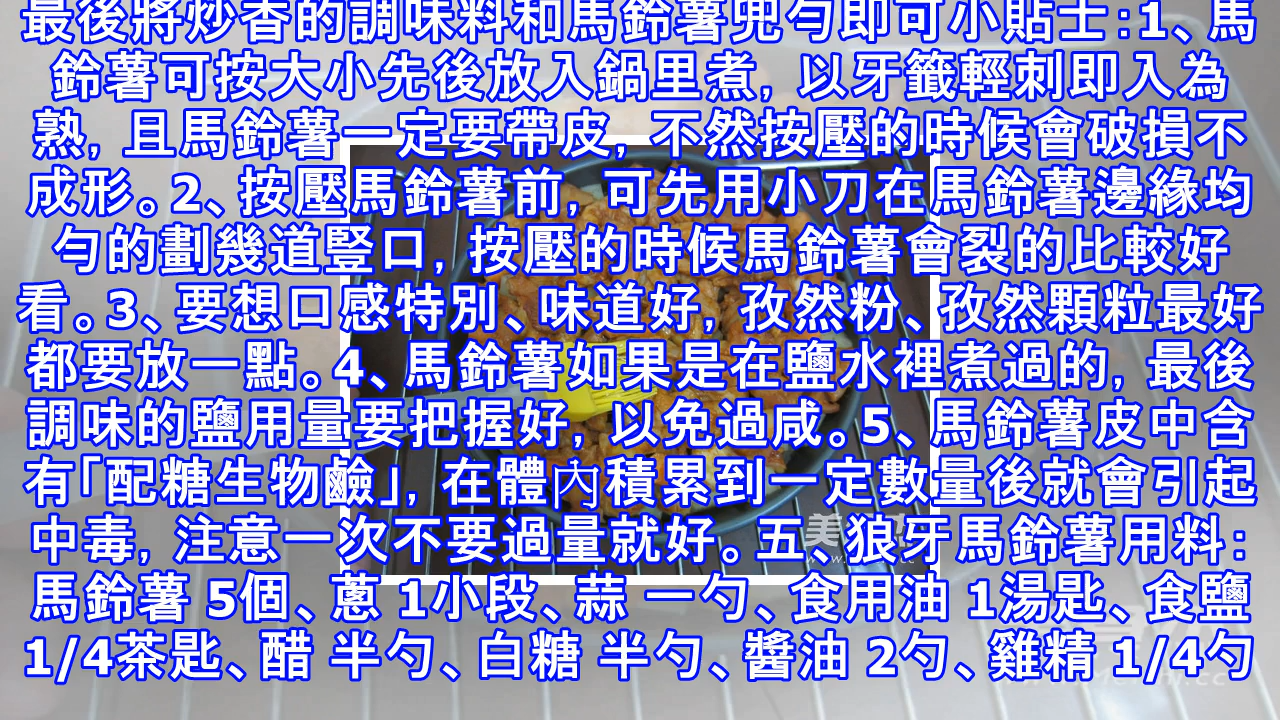 最後將炒香的調味料和馬鈴薯兜勻即可小貼士:1、馬
鈴薯可按大小先後放入鍋里煮, 以牙籤輕刺即入為
熟, 且馬鈴薯一定要帶皮, 不然按壓的時候會破損不
成形。2、按壓馬鈴薯前, 可先用小刀在馬鈴薯邊緣均
勻的劃幾道豎口, 按壓的時候馬鈴薯會裂的比較好
看。3、要想口感特別、味道好, 孜然粉、孜然顆粒最好
都要放一點。4、馬鈴薯如果是在鹽水裡煮過的, 最後
調味的鹽用量要把握好, 以免過咸。5、馬鈴薯皮中含
有「配糖生物鹼」, 在體內積累到一定數量後就會引起
中毒, 注意一次不要過量就好。五、狼牙馬鈴薯用料:
馬鈴薯 5個、蔥 1小段、蒜 一勺、食用油 1湯匙、食鹽
1/4茶匙、醋 半勺、白糖 半勺、醬油 2勺、雞精 1/4勺